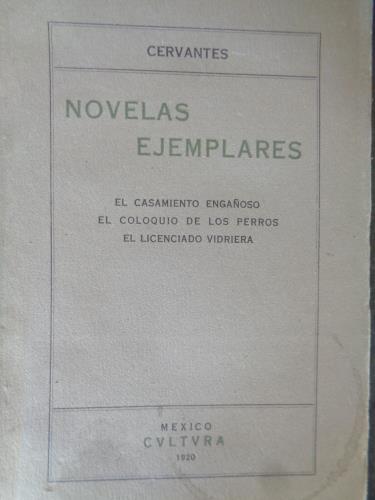 CERVANTES
NOVELAS
EJEMPLARES
EL CASAMIENTO ENGAÑOSO
EL COLOQUIO DE LOS PERROS
EL LICENCIADO VIDRIERA
MEXICO
CVLTVRA
1920